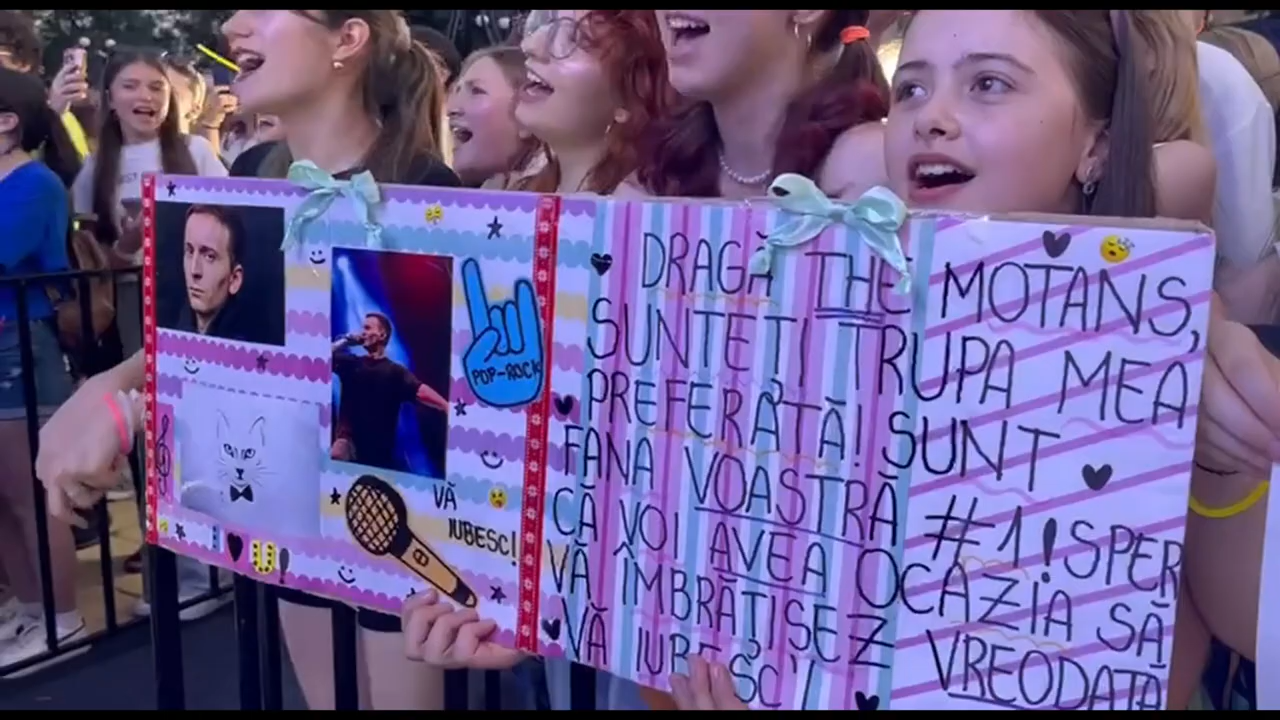 POP-ROCK
VĂ
IUBESC!
DRAGĂ THE MOTANS,
SUNTEȚI TRUPA MEA
PREFERATĂ! SUNT
FANA VOASTRĂ #1! SPER
CĂ VOI AVEA OCAZIA SĂ
VĂ ÎMBRĂȚIȘEZ VREODATĂ
VĂ IUBESC!